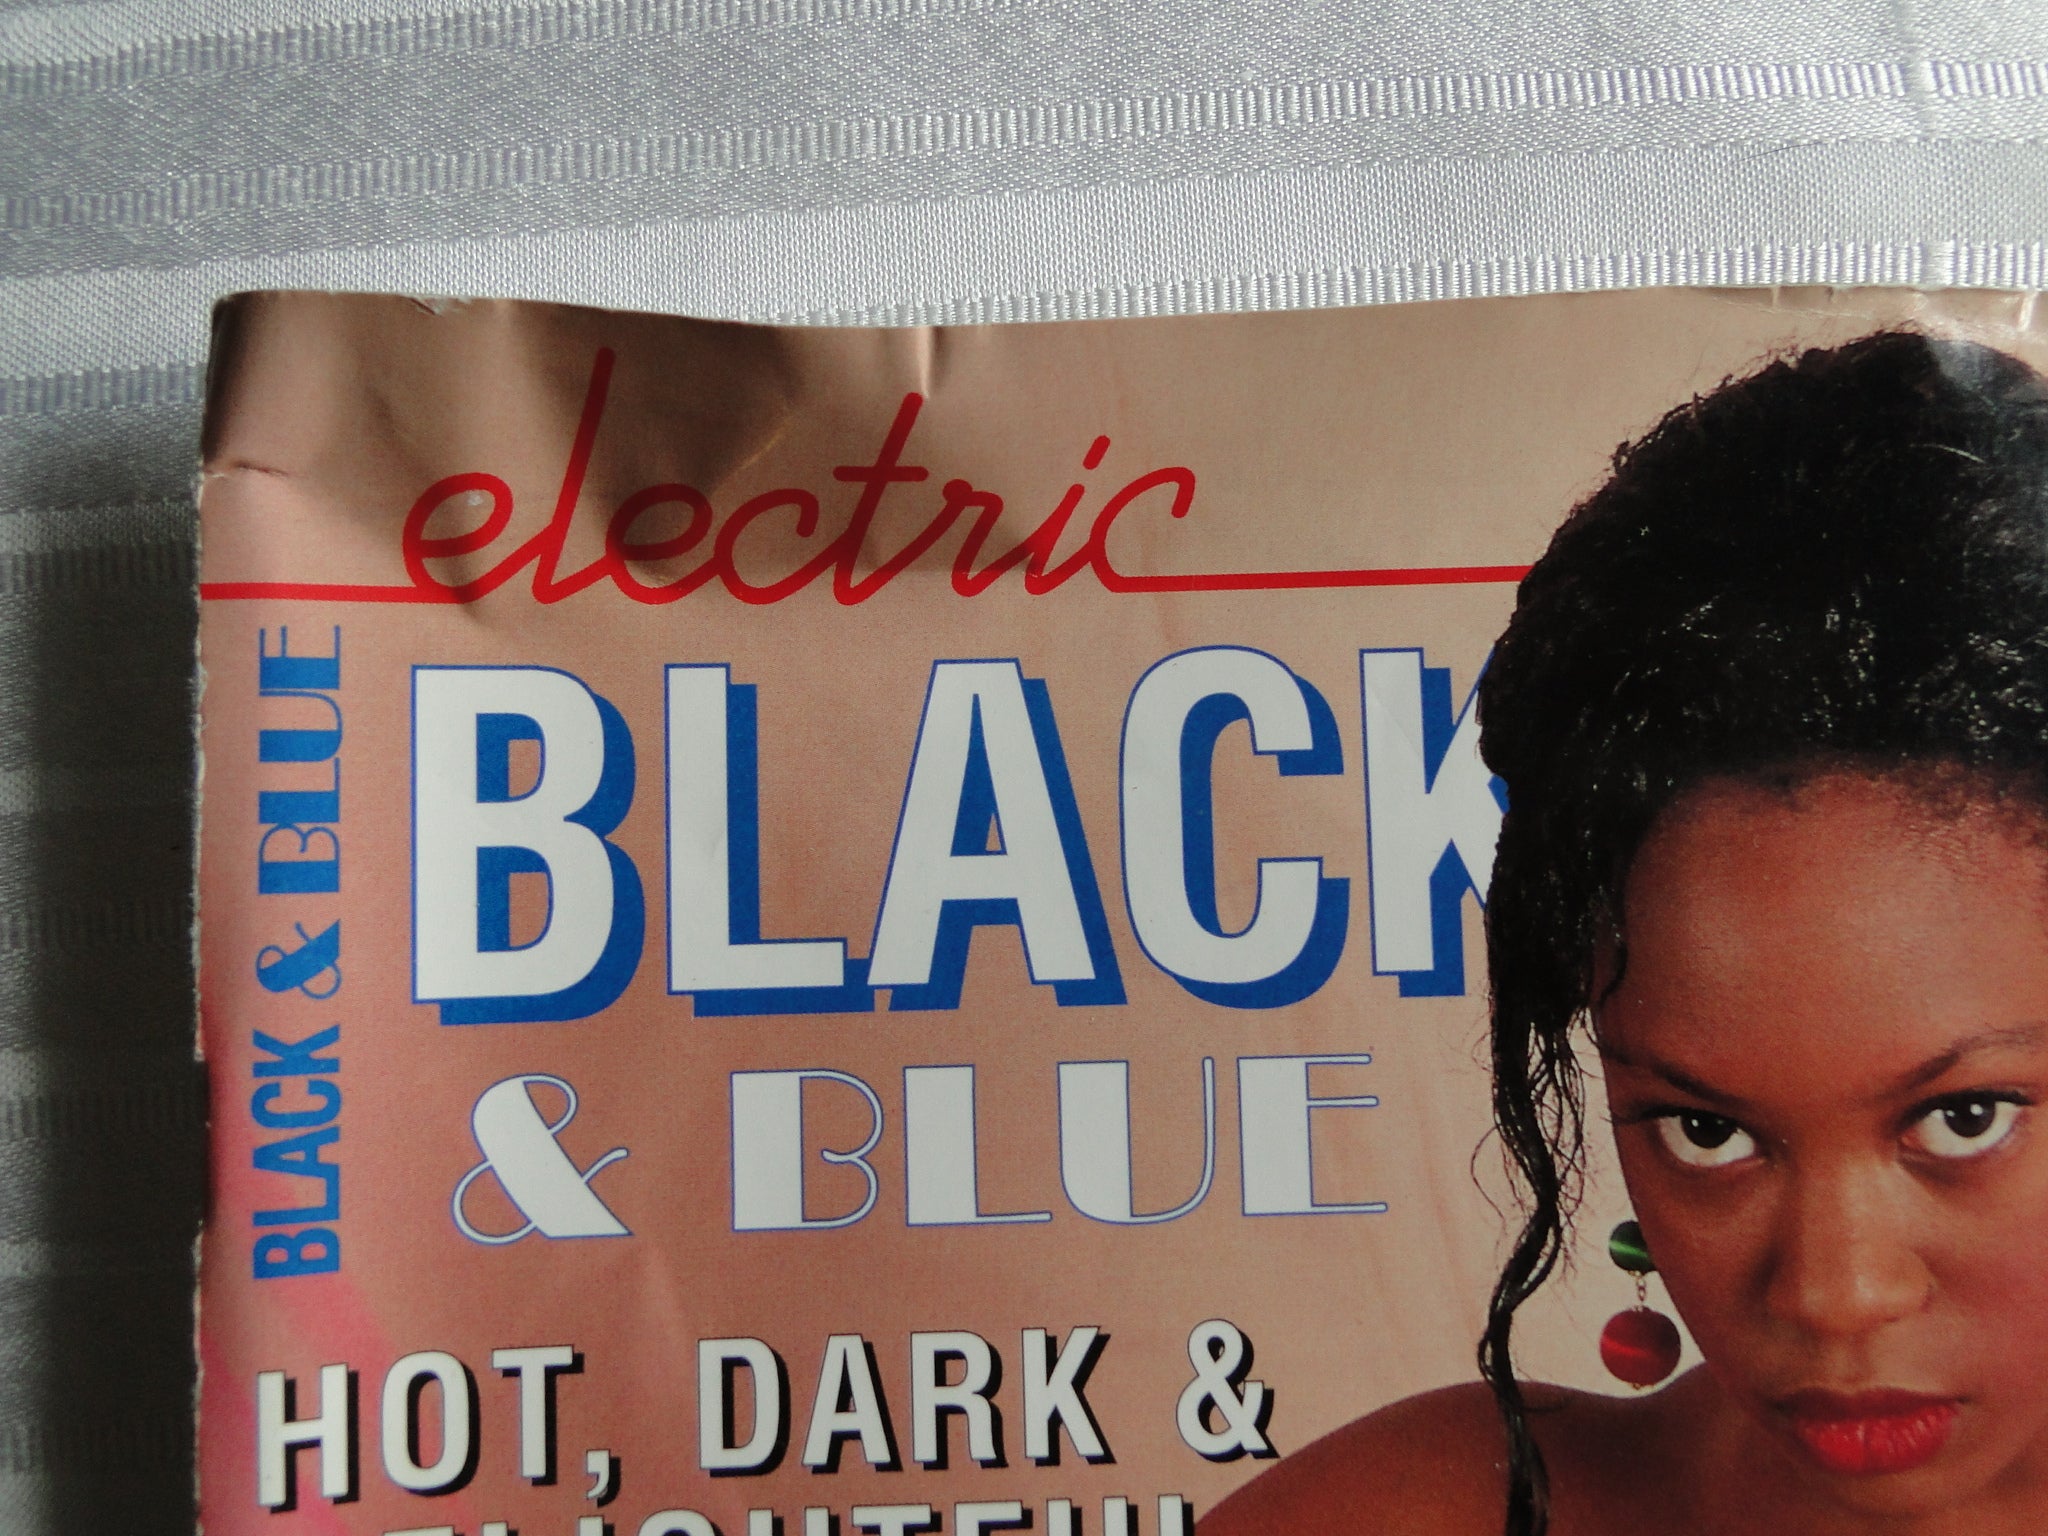 electric
BLACK
& BLUE
BLACK & BLUE
HOT, DARK &